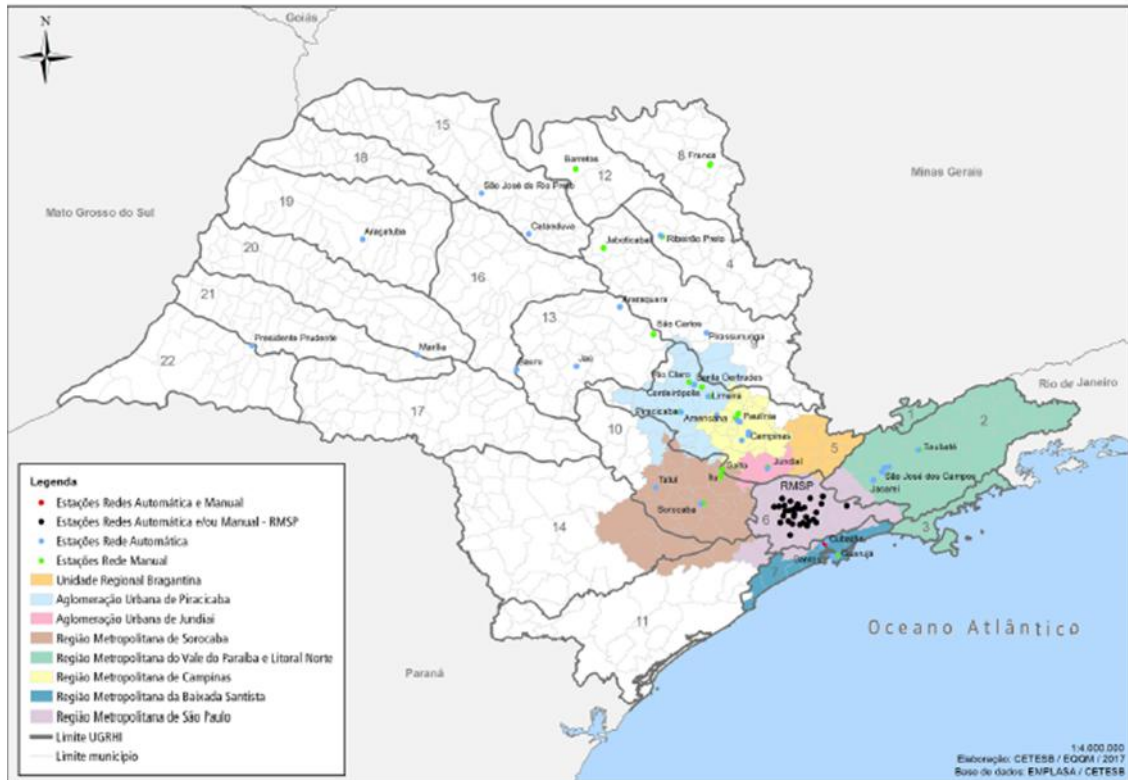 N
Goiás
15
18
Barretos
12
8
Franca
Minas Gerais
São José do Rio Preto
Mato Grosso do Sul
19
Araçatuba
Catanduva
Jaboticabal
Ribeirão Preto
20
16
4
21
13
Araraquara
São Carlos
Pirassununga
9
Presidente Prudente
Marília
22
Bauru
Jaú
Rio Claro
Santa Gertrudes
Rio de Janeiro
17
Cordeirópolis
Limeira
1
2
10
Piracicaba
Americana
Paulínia
Campinas
5
Taubaté
Salto
Jundiaí
Itu
São José dos Campos
Tatuí
RMSP
Jacareí
Sorocaba
6
3
14
Cubatão
Santos
Guarujá
7
11
Oceano Atlântico
Paraná
Legenda
Estações Redes Automática e Manual
Estações Redes Automática e/ou Manual - RMSP
Estações Rede Automática
Estações Rede Manual
Unidade Regional Bragantina
Aglomeração Urbana de Piracicaba
Aglomeração Urbana de Jundiaí
Região Metropolitana de Sorocaba
Região Metropolitana do Vale do Paraíba e Litoral Norte
Região Metropolitana de Campinas
Região Metropolitana da Baixada Santista
Região Metropolitana de São Paulo
Limite UGRHI
Limite município
1:4.000.000
Elaboração: CETESB / EQQM / 2017
Base de dados: EMPLASA / CETESB